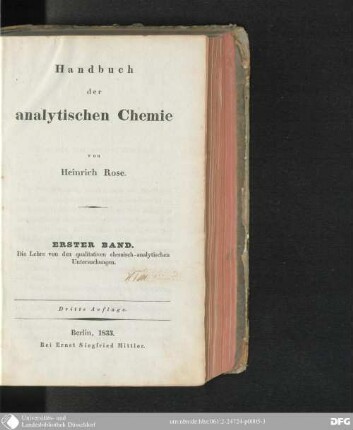 Handbuch
der
analytischen Chemie
von
Heinrich Rose.
ERSTER BAND.
Die Lehre von den qualitativen chemisch-analytischen
Untersuchungen.
Dritte Auflage.
Berlin, 1833.
Bei Ernst Siegfried Mittler.
Universitäts- und
Landesbibliothek Düsseldorf
DFG